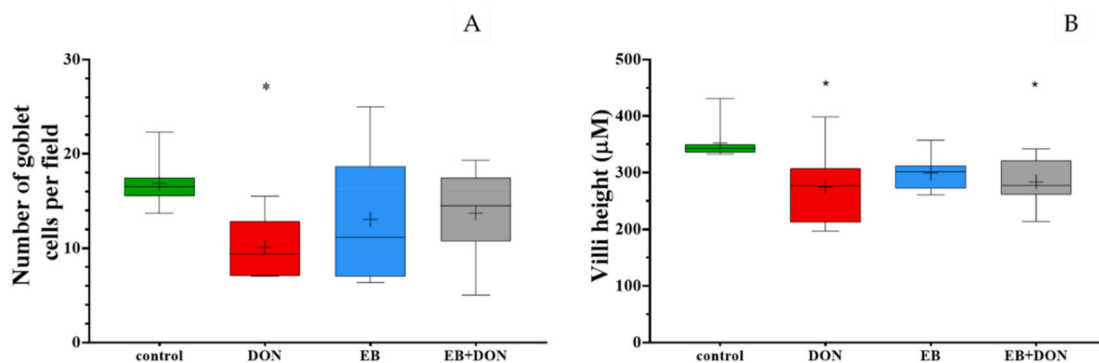 A
Number of goblet
cells per field
30
20
10
0
*
control DON EB EB+DON
B
Villi height (µM)
500
400
300
200
100
0
*
*
control DON EB EB+DON